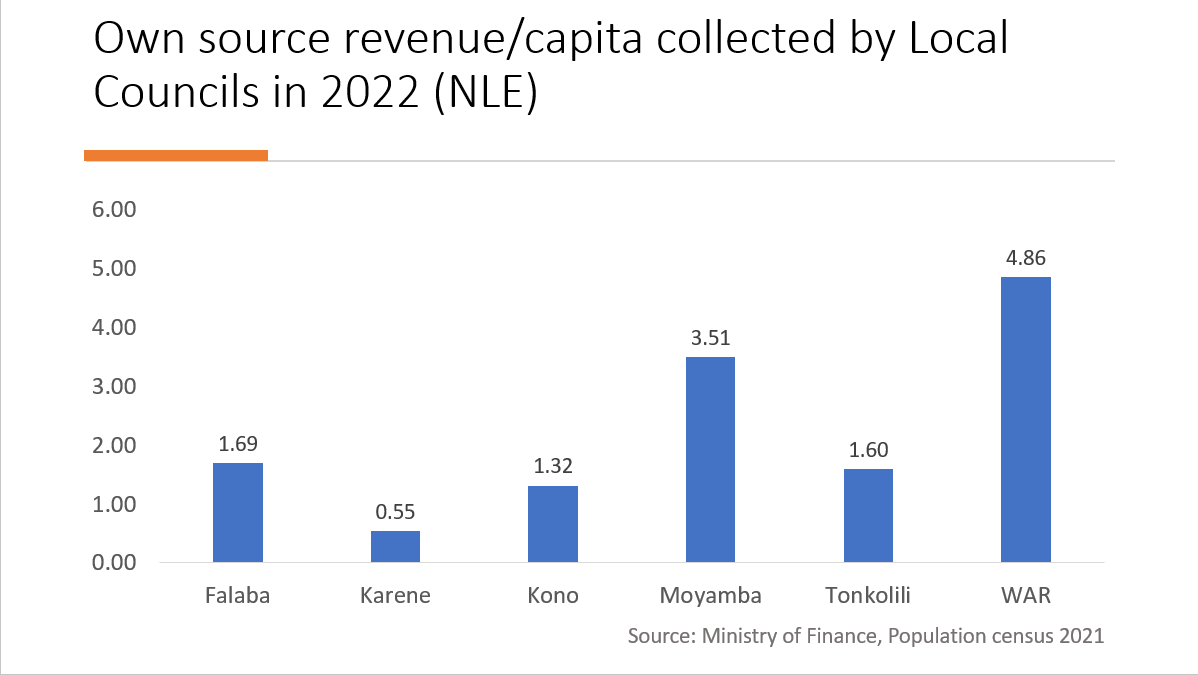 Own source revenue/capita collected by Local
Councils in 2022 (NLE)
6.00
5.00
4.00
3.00
2.00
1.00
0.00
1.69
0.55
1.32
3.51
1.60
4.86
Falaba
Karene
Kono
Moyamba
Tonkolili
WAR
Source: Ministry of Finance, Population census 2021